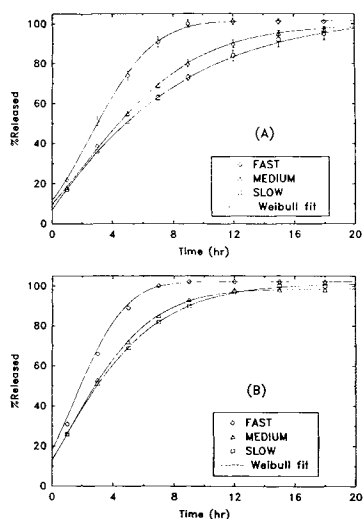 100
80
60
40
20
0
%Released
(A)
FAST
MEDIUM
SLOW
Weibull fit
0 4 8 12 16 20
Time (hr)
100
80
60
40
20
0
%Released
(B)
FAST
MEDIUM
SLOW
Weibull fit
0 4 8 12 16 20
Time (hr)